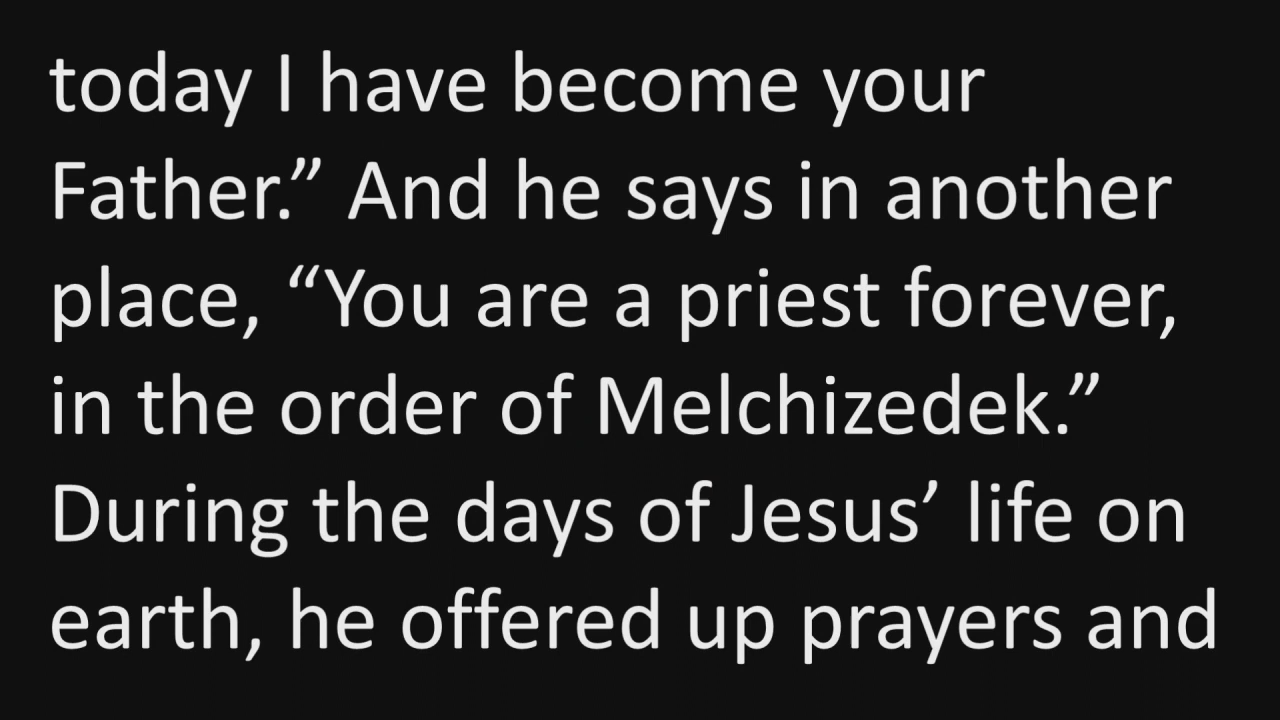 today I have become your
Father.” And he says in another
place, “You are a priest forever,
in the order of Melchizedek.”
During the days of Jesus’ life on
earth, he offered up prayers and